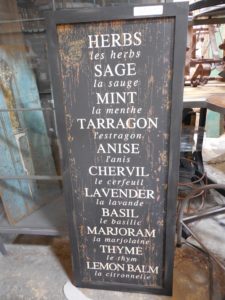 HERBS
les herbs
SAGE
la sauge
MINT
la menthe
TARRAGON
l'estragon
ANISE
l'anis
CHERVIL
le cerfeuil
LAVENDER
la lavande
BASIL
le basilic
MARJORAM
la marjolaine
THYME
le thym
LEMON BALM
la citronnelle